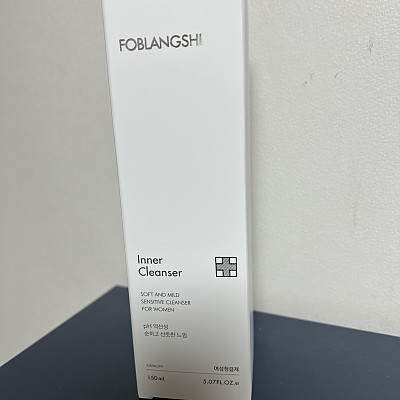 FOBLANGSHI
Inner
Cleanser
SOFT AND MILD
SENSITIVE CLEANSER
FOR WOMEN
pH 약산성
순하고 산뜻한 느낌
여성청결제
150ml 5.07FL.OZ.e